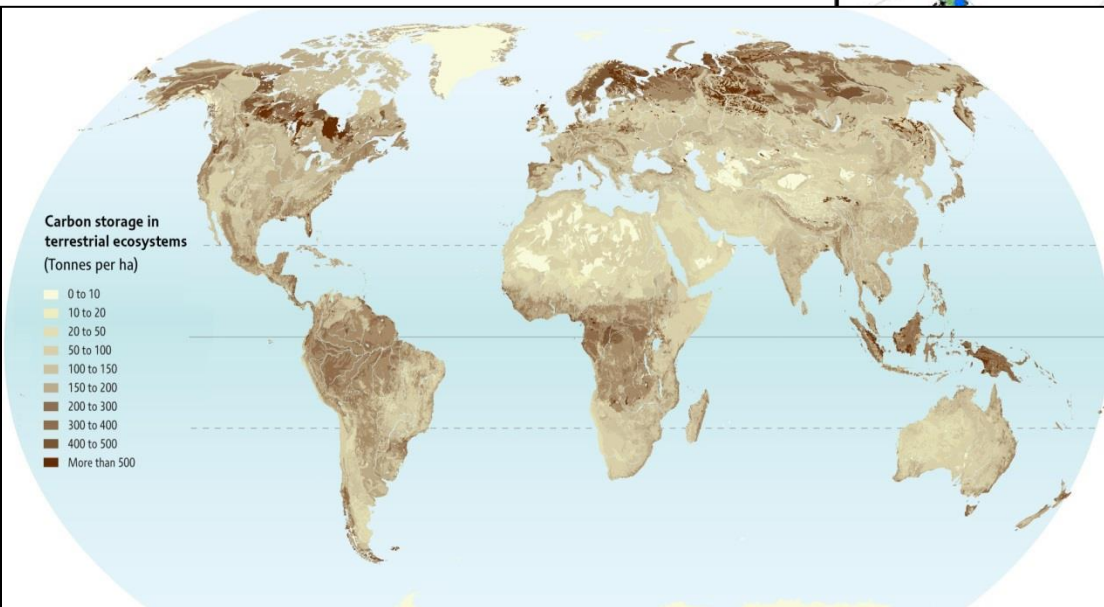 Carbon storage in
terrestrial ecosystems
(Tonnes per ha)
0 to 10
10 to 20
20 to 50
50 to 100
100 to 150
150 to 200
200 to 300
300 to 400
400 to 500
More than 500